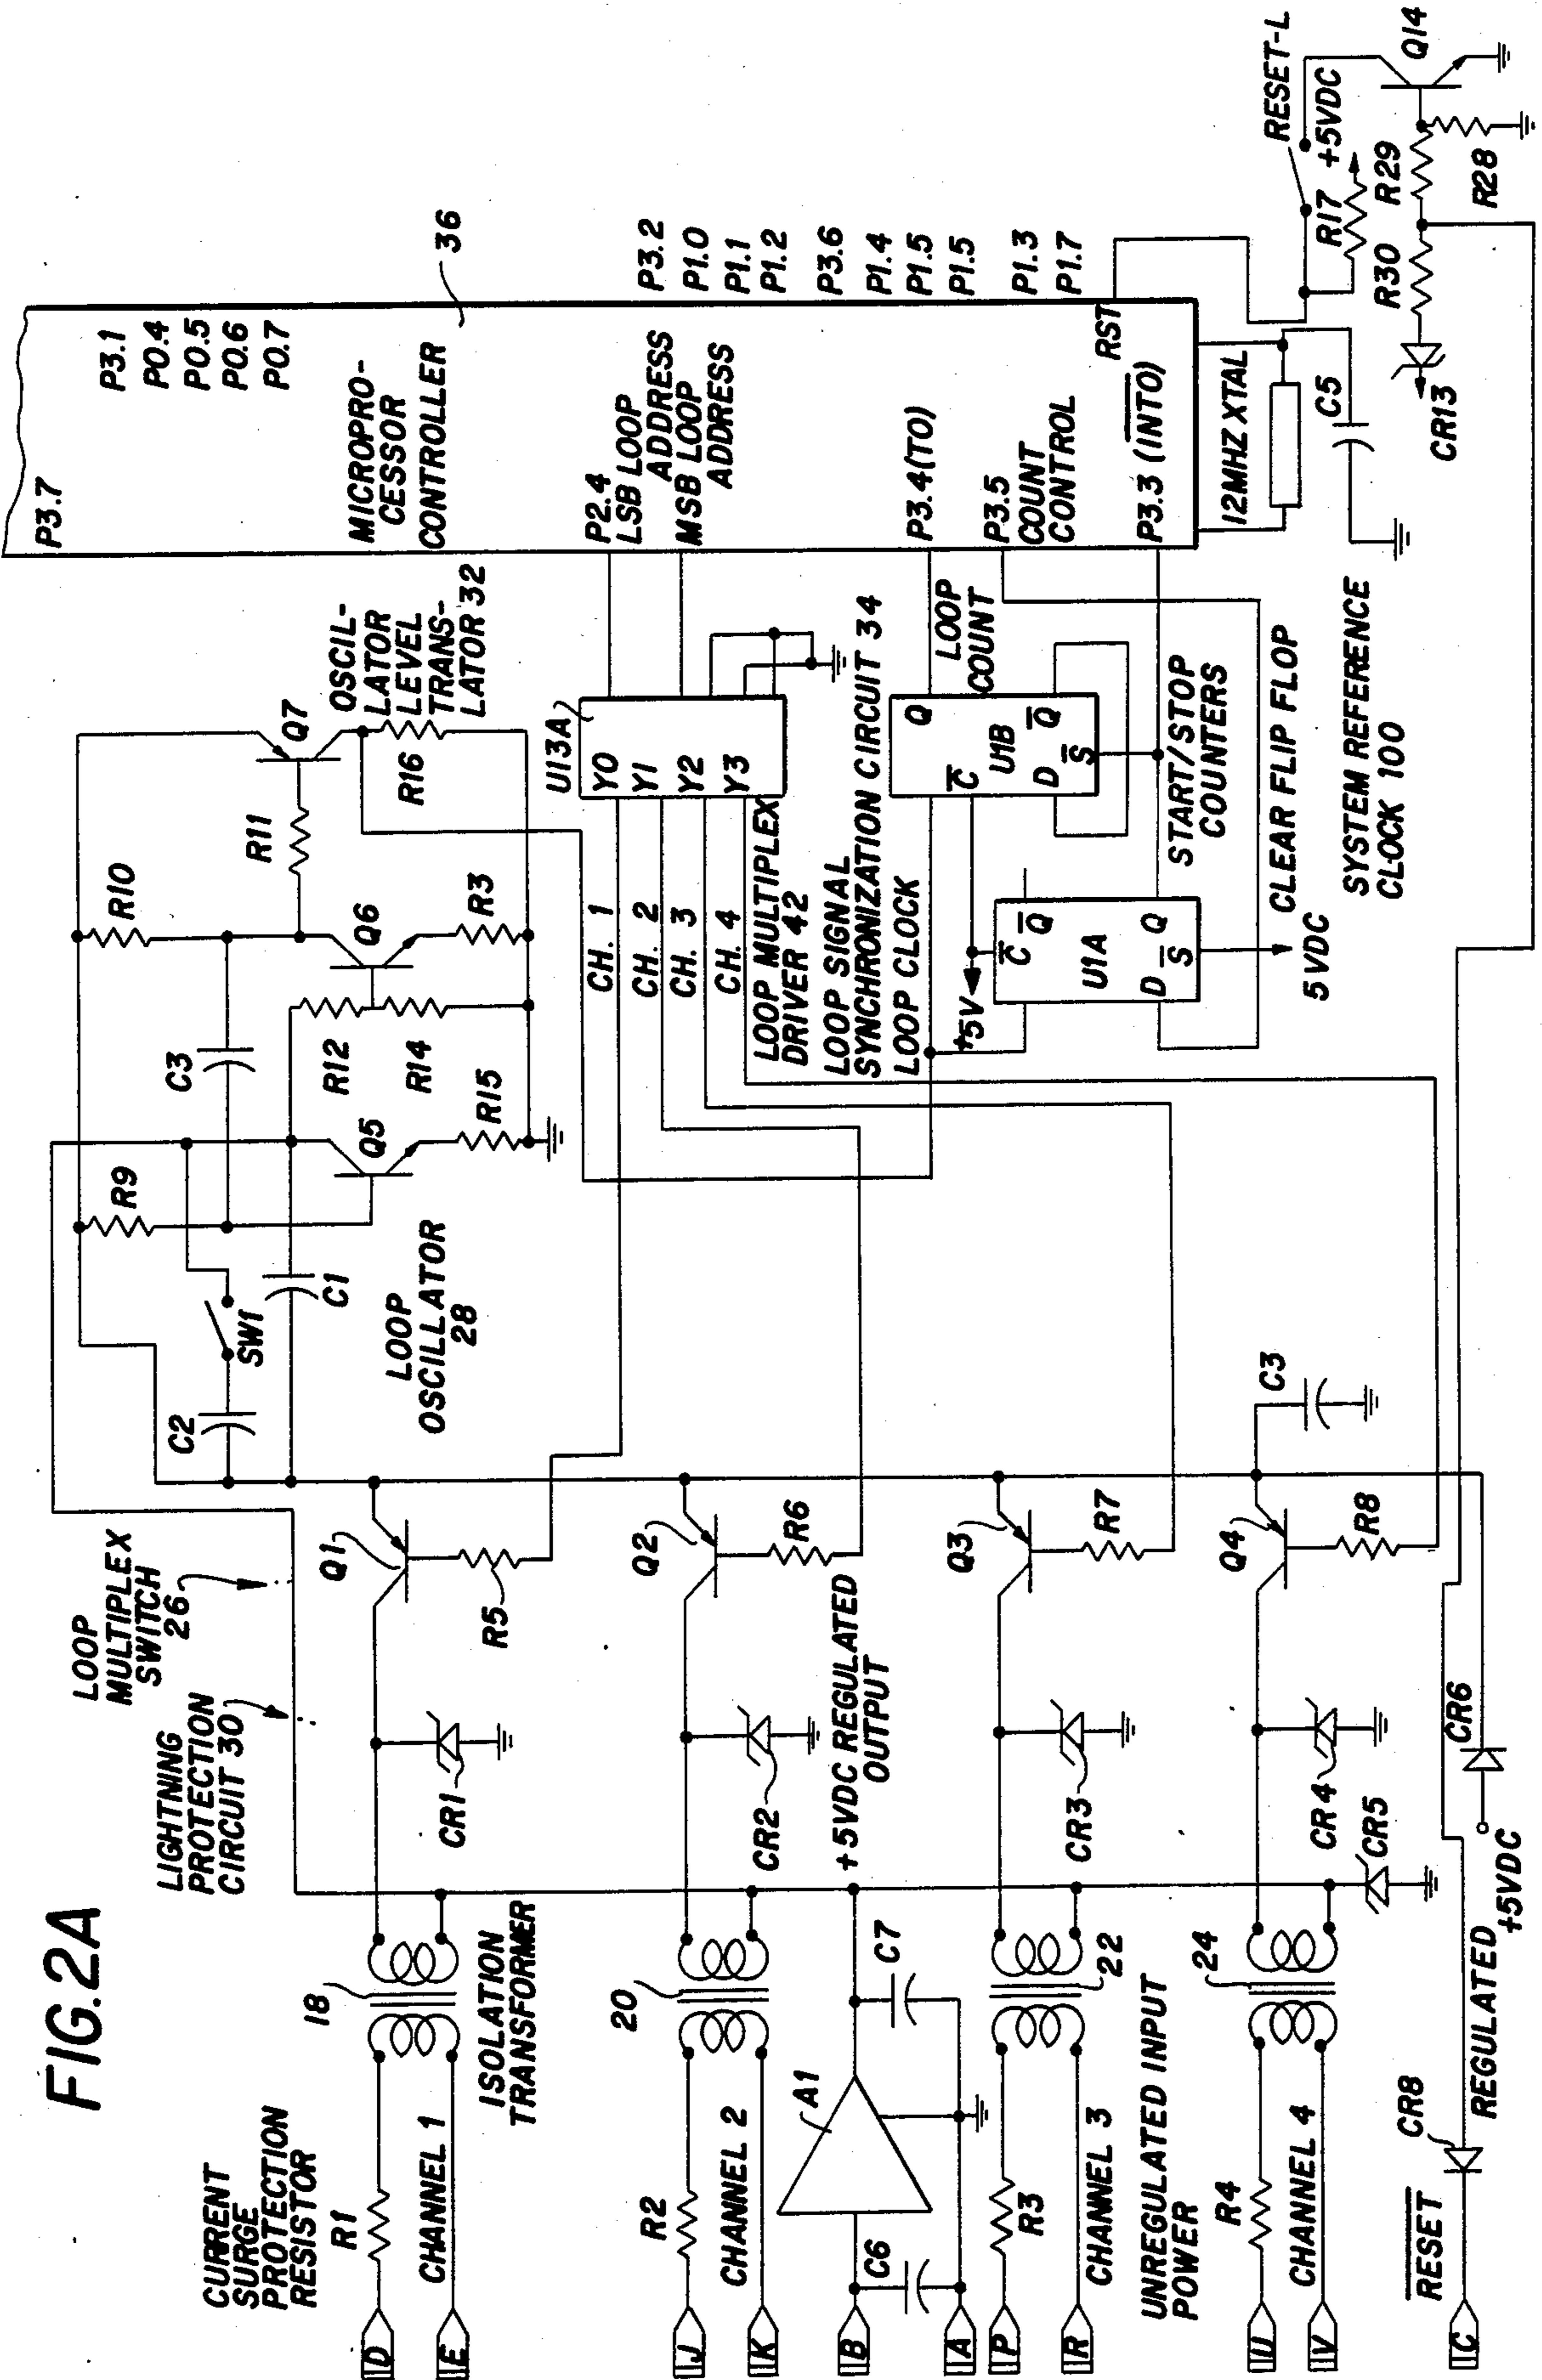 FIG.2A
CURRENT
SURGE
PROTECTION
RESISTOR
R1
D
CHANNEL 1
E
18
ISOLATION
TRANSFORMER
LIGHTNING
PROTECTION
CIRCUIT 30
LOOP
MULTIPLEX
SWITCH
26
CR1
Q1
R5
R2
J
CHANNEL 2
K
20
CR2
Q2
R6
+5VDC REGULATED
OUTPUT
A1
B
C6
C7
A
P
R3
CHANNEL 3
R
22
CR3
Q3
R7
UNREGULATED INPUT
POWER
R4
U
CHANNEL 4
V
24
CR4
CR5
Q4
R8
C3
RESET
C
CR8
REGULATED
+5VDC
CR6
C2
SW1
C1
LOOP
OSCILLATOR
28
R9
C3
Q5
R15
R12
R14
R10
Q6
R3
R11
Q7
R16
OSCIL-
LATOR
LEVEL
TRANS-
LATOR 32
CH. 1
CH. 2
CH. 3
CH. 4
U13A
Y0
Y1
Y2
Y3
LOOP MULTIPLEX
DRIVER 42
LOOP SIGNAL
SYNCHRONIZATION CIRCUIT 34
LOOP CLOCK
+5V
C
Q
U1A
D
S
Q
5VDC
Q
C
U1B
D
Q
S
LOOP
COUNT
START/STOP
COUNTERS
CLEAR FLIP FLOP
SYSTEM REFERENCE
CLOCK 100
P3.7
P3.1
P0.4
P0.5
P0.6
P0.7
MICROPRO-
CESSOR
CONTROLLER
36
P2.4
LSB LOOP
ADDRESS
MSB LOOP
ADDRESS
P3.4(TO)
P3.5
COUNT
CONTROL
P3.3 (INTO)
RST
P3.2
P1.0
P1.1
P1.2
P3.6
P1.4
P1.5
P1.5
P1.3
P1.7
12MHZ XTAL
C5
RESET-L
+5VDC
R17
R30
R29
R28
CR13
Q14